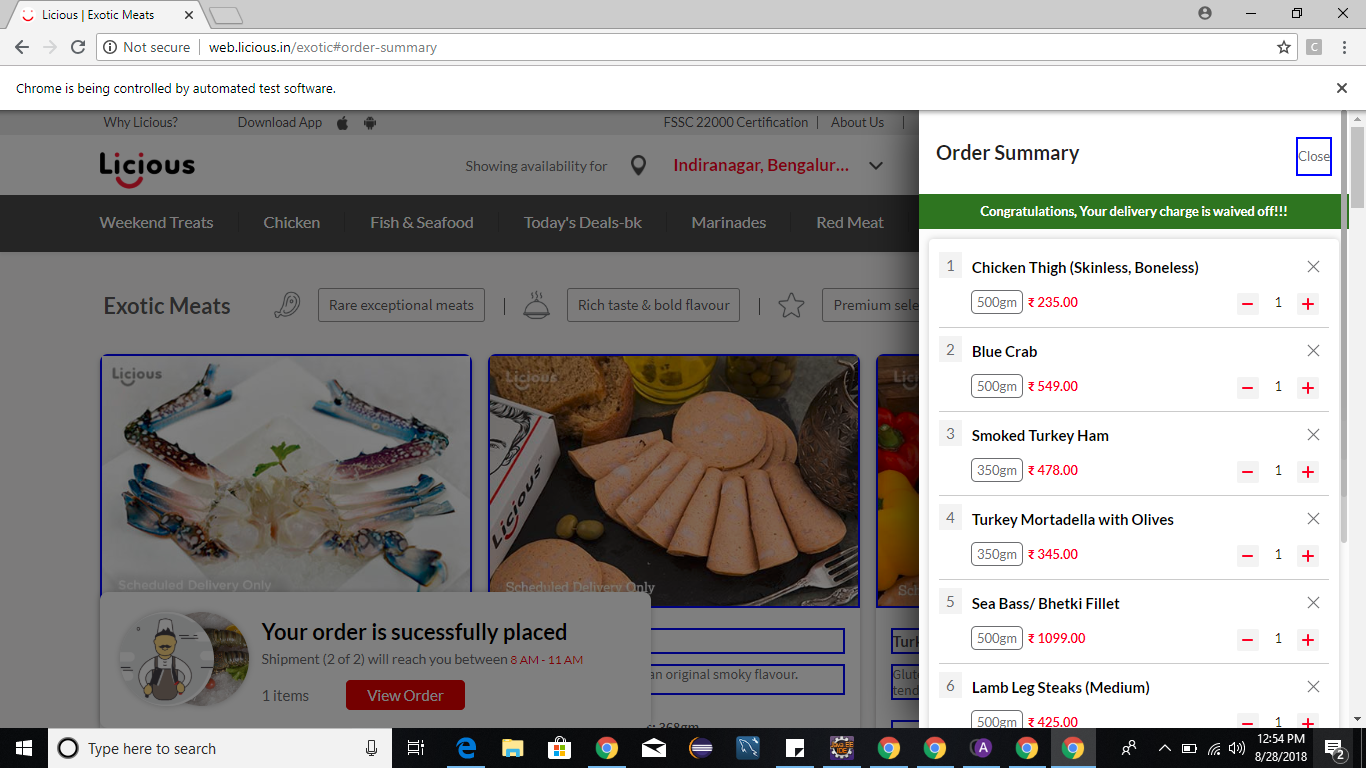 Licious | Exotic Meats
Not secure
web.licious.in/exotic#order-summary
C
Chrome is being controlled by automated test software.
Why Licious?
Download App
FSSC 22000 Certification |
About Us |
Licious
Showing availability for
Indiranagar, Bengalur...
Weekend Treats
Chicken
Fish & Seafood
Today's Deals-bk
Marinades
Red Meat
Exotic Meats
Rare exceptional meats
Rich taste & bold flavour
Premium sele
Licious
Scheduled Delivery Only
Licious
Licious
Scheduled Delivery Only
Your order is sucessfully placed
Shipment (2 of 2) will reach you between 8 AM - 11 AM
1 items
View Order
an original smoky flavour.
: 368gm
Turk
Glut
tend
Order Summary
Close
Congratulations, Your delivery charge is waived off!!!
1
Chicken Thigh (Skinless, Boneless)
500gm ₹ 235.00
1
2
Blue Crab
500gm ₹ 549.00
1
3
Smoked Turkey Ham
350gm ₹ 478.00
1
4
Turkey Mortadella with Olives
350gm ₹ 345.00
1
5
Sea Bass/ Bhetki Fillet
500gm ₹ 1099.00
1
6
Lamb Leg Steaks (Medium)
500gm ₹ 425.00
1
Type here to search
12:54 PM
8/28/2018
2